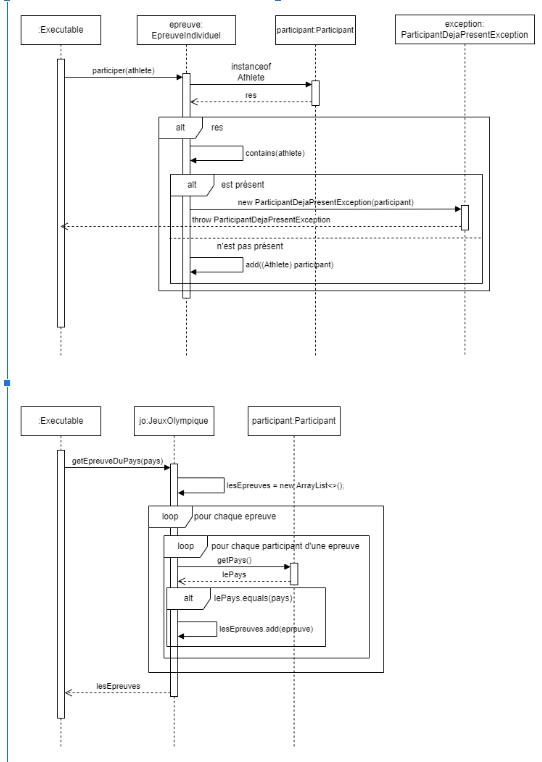 :Executable
epreuve:
EpreuveIndividuel
participant:Participant
exception:
ParticipantDejaPresentException
participer(athlete)
instanceof
Athlete
res
alt
res
contains(athlete)
alt
est présent
new ParticipantDejaPresentException(participant)
throw ParticipantDejaPresentException
n'est pas présent
add((Athlete) participant)
:Executable
jo:JeuxOlympique
participant:Participant
getEpreuveDuPays(pays)
lesEpreuves = new ArrayList<>();
loop
pour chaque epreuve
loop
pour chaque participant d'une epreuve
getPays()
lePays
alt
lePays.equals(pays)
lesEpreuves.add(epreuve)
lesEpreuves